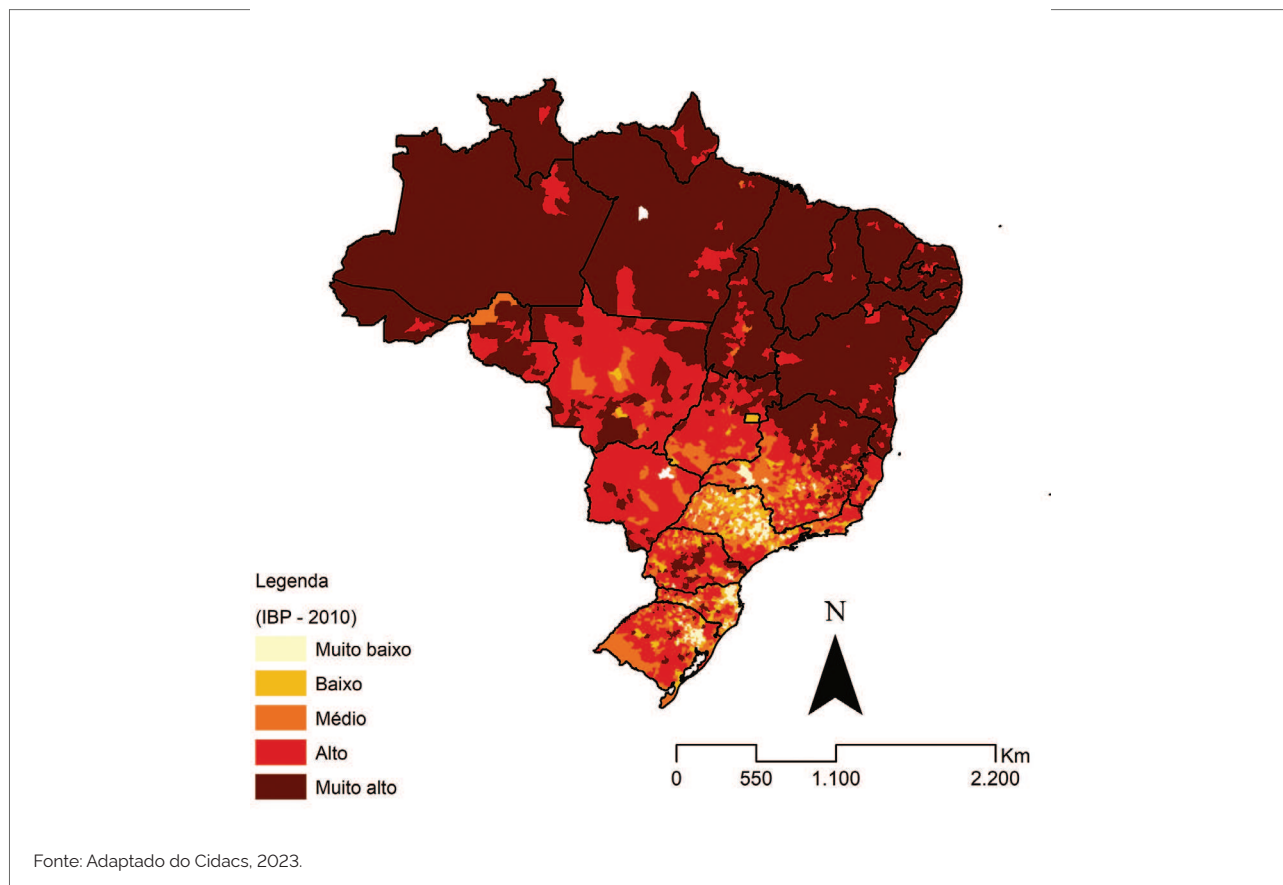 Legenda
(IBP - 2010)
Muito baixo
Baixo
Médio
Alto
Muito alto
N
Km
0 550 1.100 2.200
Fonte: Adaptado do Cidacs, 2023.